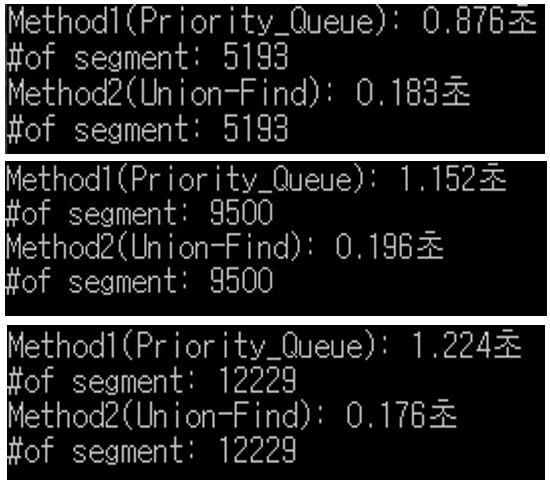 Method1(Priority_Queue): 0.876초
#of segment: 5193
Method2(Union-Find): 0.183초
#of segment: 5193
Method1(Priority_Queue): 1.152초
#of segment: 9500
Method2(Union-Find): 0.196초
#of segment: 9500
Method1(Priority_Queue): 1.224초
#of segment: 12229
Method2(Union-Find): 0.176초
#of segment: 12229